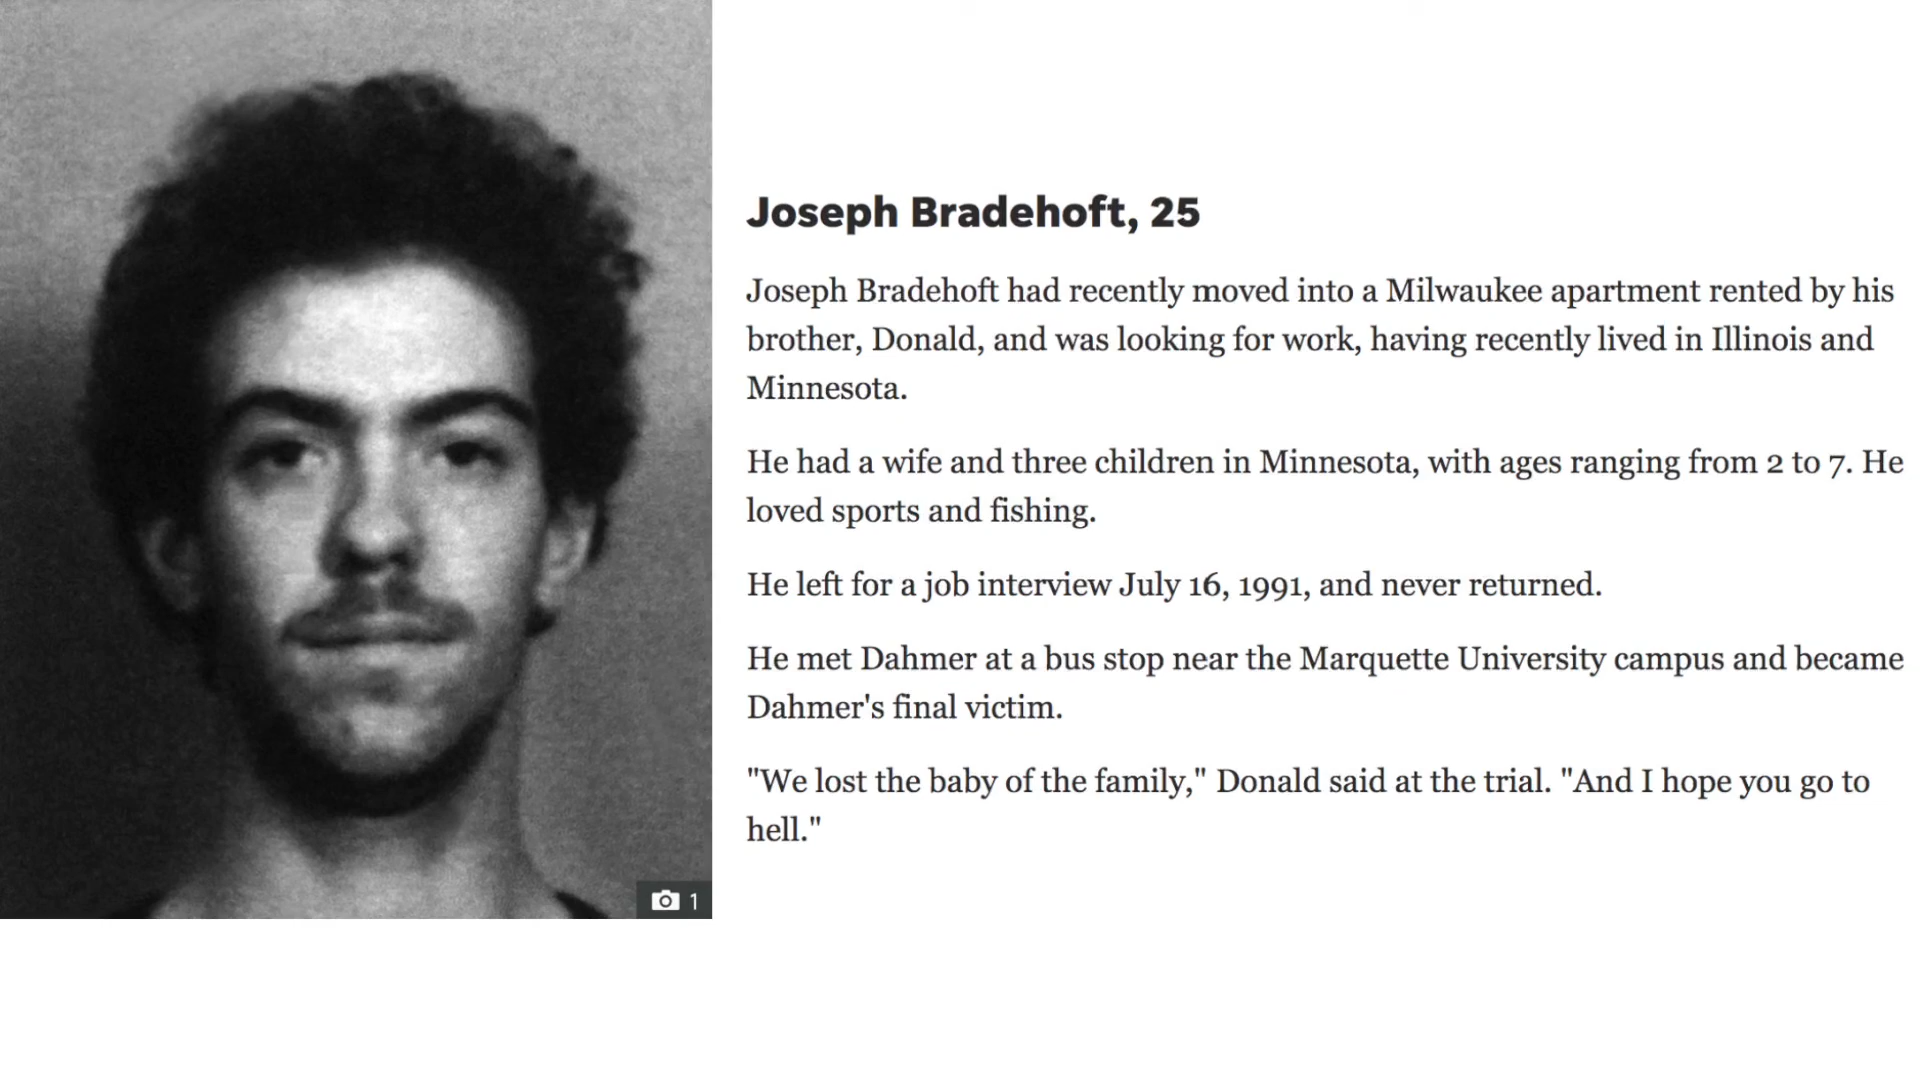 Joseph Bradehoft, 25
Joseph Bradehoft had recently moved into a Milwaukee apartment rented by his
brother, Donald, and was looking for work, having recently lived in Illinois and
Minnesota.
He had a wife and three children in Minnesota, with ages ranging from 2 to 7. He
loved sports and fishing.
He left for a job interview July 16, 1991, and never returned.
He met Dahmer at a bus stop near the Marquette University campus and became
Dahmer's final victim.
"We lost the baby of the family," Donald said at the trial. "And I hope you go to
hell."
1